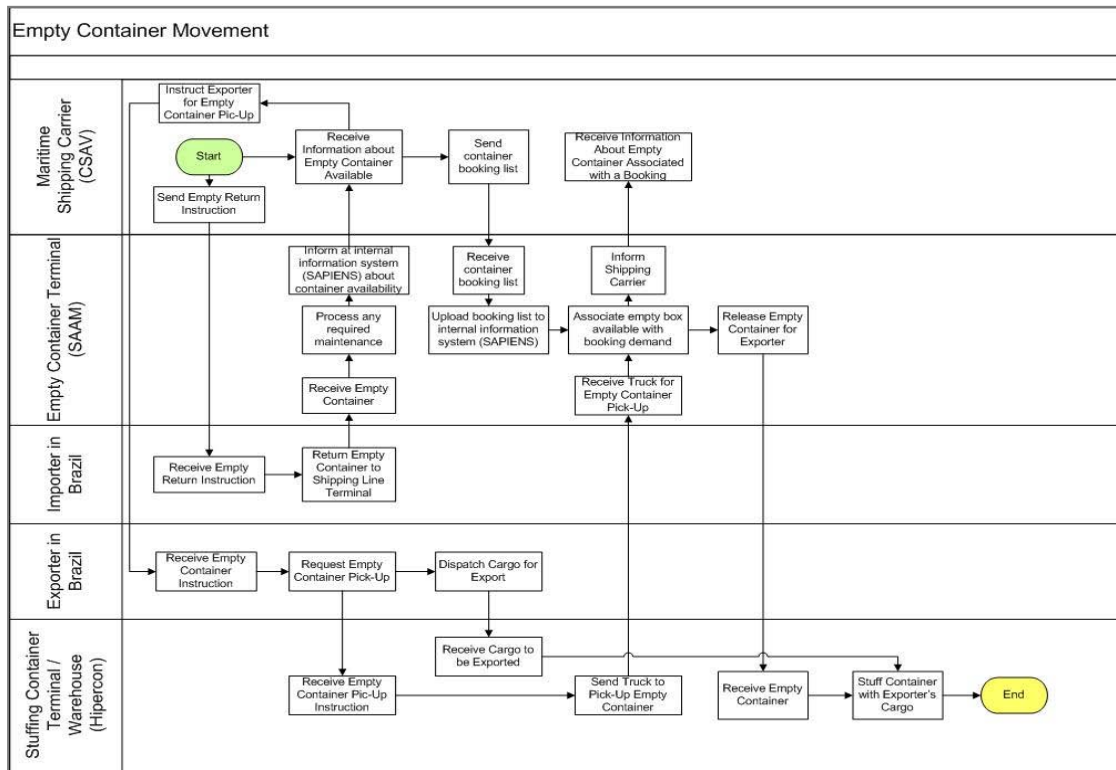 Empty Container Movement
Maritime
Shipping Carrier
(CSAV)
Instruct Exporter
for Empty
Container Pic-Up
Start
Send Empty Return
Instruction
Receive
Information about
Empty Container
Available
Send
container
booking list
Receive Information
About Empty
Container Associated
with a Booking
Empty Container Terminal
(SAAM)
Inform at internal
information system
(SAPIENS) about
container availability
Process any
required
maintenance
Receive Empty
Container
Receive
container
booking list
Upload booking list to
internal information
system (SAPIENS)
Inform
Shipping
Carrier
Associate empty box
available with
booking demand
Receive Truck for
Empty Container
Pick-Up
Release Empty
Container for
Exporter
Importer in
Brazil
Receive Empty
Return Instruction
Return Empty
Container to
Shipping Line
Terminal
Exporter in
Brazil
Receive Empty
Container
Instruction
Request Empty
Container Pick-Up
Dispatch Cargo for
Export
Stuffing Container
Terminal /
Warehouse
(Hipercon)
Receive Cargo to
be Exported
Receive Empty
Container Pic-Up
Instruction
Send Truck to
Pick-Up Empty
Container
Receive Empty
Container
Stuff Container
with Exporter's
Cargo
End